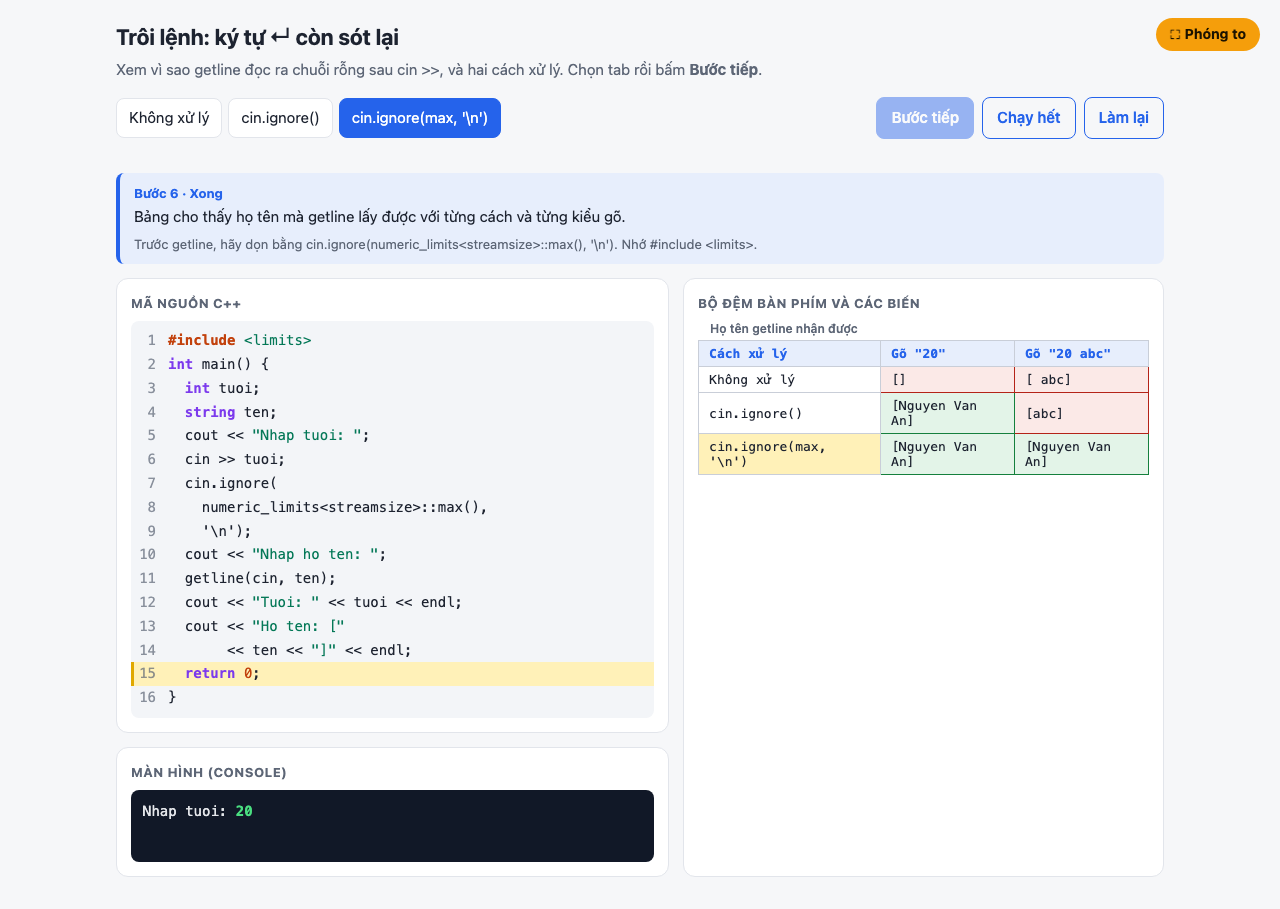 Trôi lệnh: ký tự ↵ còn sót lại
⛶ Phóng to
Xem vì sao getline đọc ra chuỗi rỗng sau cin >>, và hai cách xử lý. Chọn tab rồi bấm Bước tiếp.
Không xử lý
cin.ignore()
cin.ignore(max, '\n')
Bước tiếp
Chạy hết
Làm lại
Bước 6 · Xong
Bảng cho thấy họ tên mà getline lấy được với từng cách và từng kiểu gõ.
Trước getline, hãy dọn bằng cin.ignore(numeric_limits<streamsize>::max(), '\n'). Nhớ #include <limits>.
MÃ NGUỒN C++
1 #include <limits>
2 int main() {
3   int tuoi;
4   string ten;
5   cout << "Nhap tuoi: ";
6   cin >> tuoi;
7   cin.ignore(
8     numeric_limits<streamsize>::max(),
9     '\n');
10   cout << "Nhap ho ten: ";
11   getline(cin, ten);
12   cout << "Tuoi: " << tuoi << endl;
13   cout << "Ho ten: ["
14        << ten << "]" << endl;
15   return 0;
16 }
MÀN HÌNH (CONSOLE)
Nhap tuoi: 20
BỘ ĐỆM BÀN PHÍM VÀ CÁC BIẾN
Họ tên getline nhận được
Cách xử lý
Gõ "20"
Gõ "20 abc"
Không xử lý
[]
[ abc]
cin.ignore()
[Nguyen Van
An]
[abc]
cin.ignore(max,
'\n')
[Nguyen Van
An]
[Nguyen Van
An]